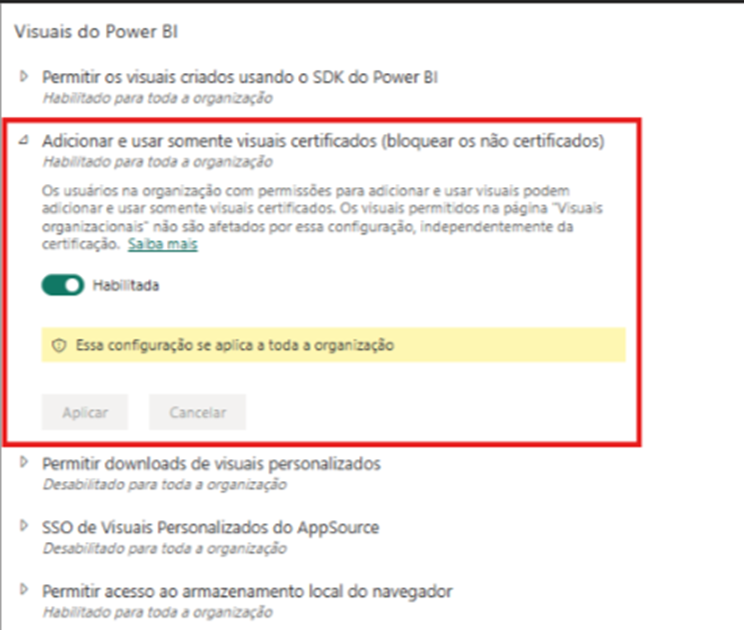 Visuais do Power BI
Permitir os visuais criados usando o SDK do Power BI
Habilitado para toda a organização
Adicionar e usar somente visuais certificados (bloquear os não certificados)
Habilitado para toda a organização
Os usuários na organização com permissões para adicionar e usar visuais podem
adicionar e usar somente visuais certificados. Os visuais permitidos na página "Visuais
organizacionais" não são afetados por essa configuração, independentemente da
certificação. Saiba mais
Habilitada
Essa configuração se aplica a toda a organização
Aplicar Cancelar
Permitir downloads de visuais personalizados
Desabilitado para toda a organização
SSO de Visuais Personalizados do AppSource
Desabilitado para toda a organização
Permitir acesso ao armazenamento local do navegador
Habilitado para toda a organização